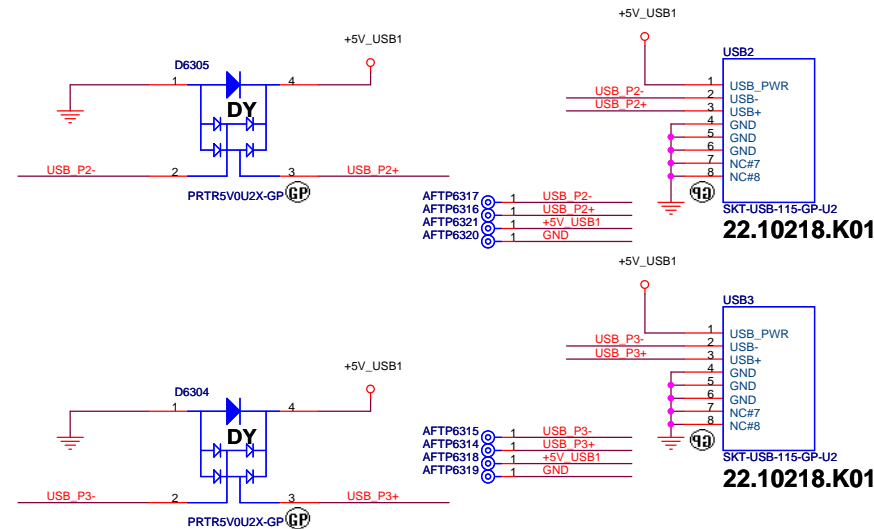 +5V_USB1
D6305
1
4
DY
2
3
USB_P2-
USB_P2+
PRTR5V0U2X-GP
GP
+5V_USB1
USB2
USB_P2-
USB_P2+
1 USB_PWR
2 USB-
3 USB+
4 GND
5 GND
6 GND
7 NC#7
8 NC#8
GP
SKT-USB-115-GP-U2
22.10218.K01
AFTP6317 1 USB_P2-
AFTP6316 1 USB_P2+
AFTP6321 1 +5V_USB1
AFTP6320 1 GND
+5V_USB1
D6304
1
4
DY
2
3
USB_P3-
USB_P3+
PRTR5V0U2X-GP
GP
+5V_USB1
USB3
USB_P3-
USB_P3+
1 USB_PWR
2 USB-
3 USB+
4 GND
5 GND
6 GND
7 NC#7
8 NC#8
GP
SKT-USB-115-GP-U2
22.10218.K01
AFTP6315 1 USB_P3-
AFTP6314 1 USB_P3+
AFTP6318 1 +5V_USB1
AFTP6319 1 GND